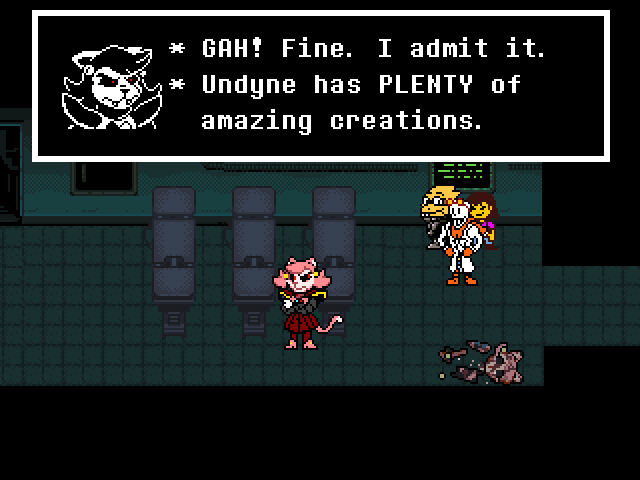 * GAH! Fine. I admit it.
* Undyne has PLENTY of
amazing creations.